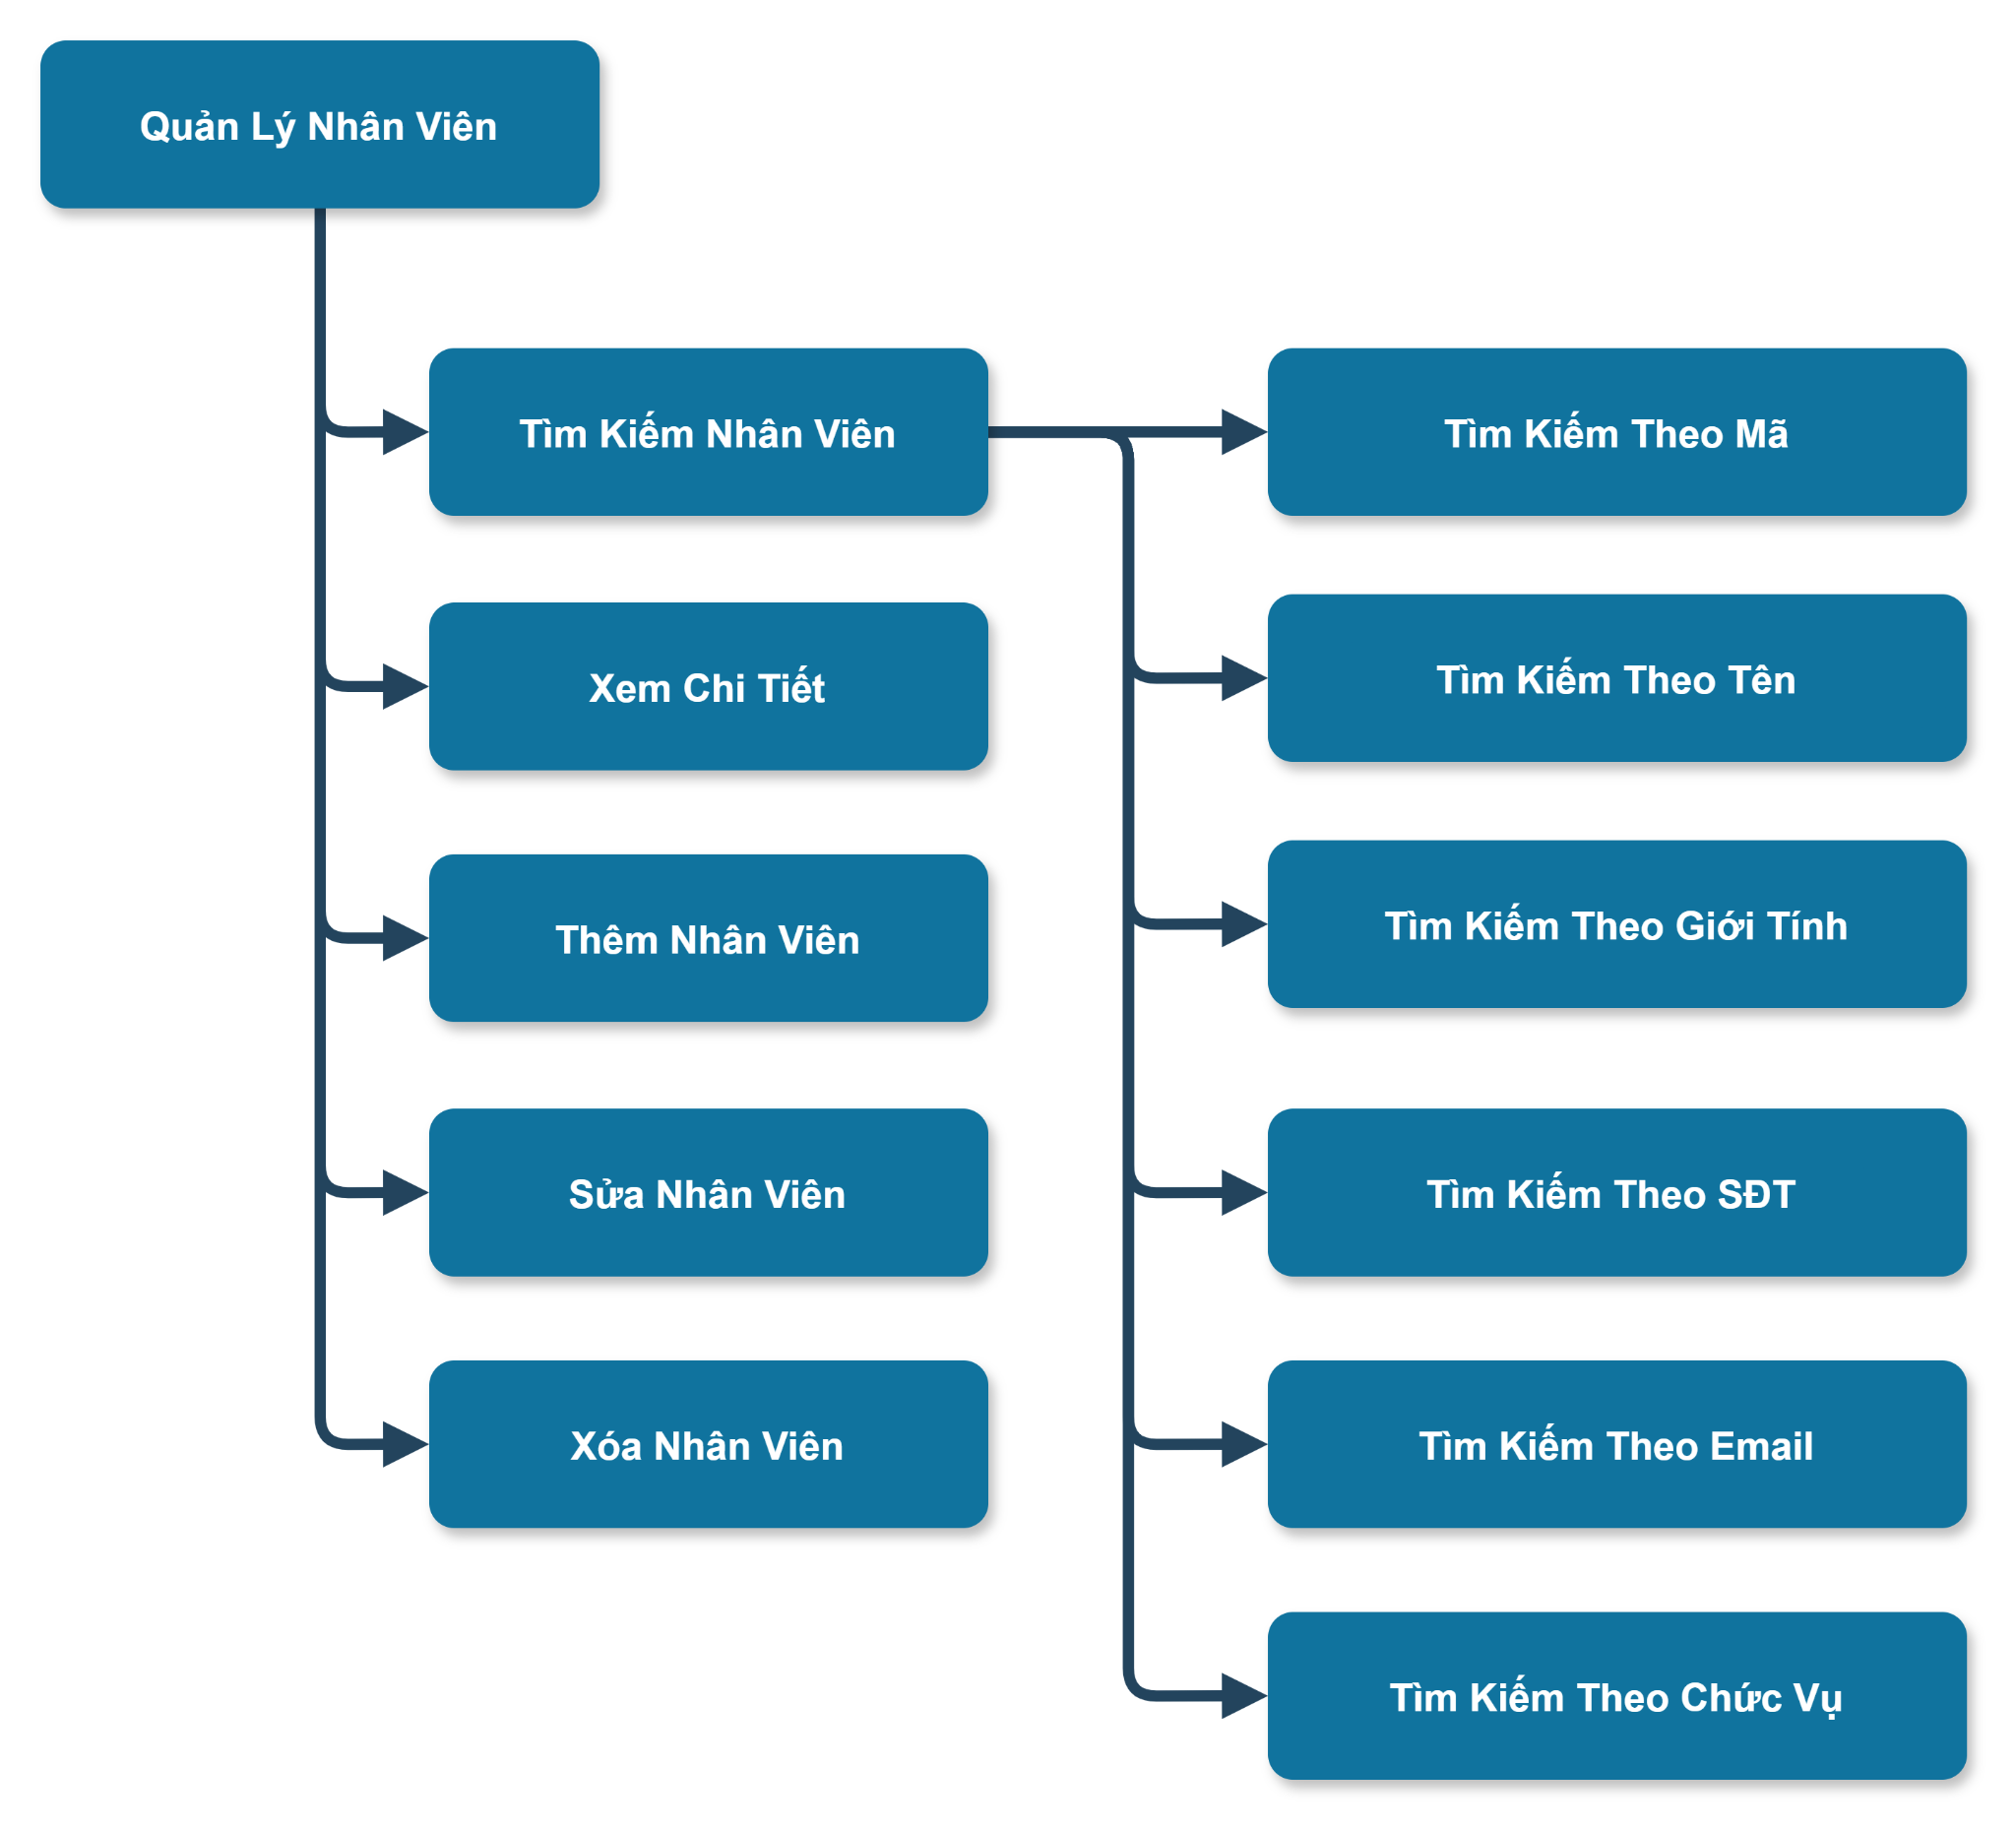 Quản Lý Nhân Viên
Tìm Kiếm Nhân Viên
Xem Chi Tiết
Thêm Nhân Viên
Sửa Nhân Viên
Xóa Nhân Viên
Tìm Kiếm Theo Mã
Tìm Kiếm Theo Tên
Tìm Kiếm Theo Giới Tính
Tìm Kiếm Theo SĐT
Tìm Kiếm Theo Email
Tìm Kiếm Theo Chức Vụ